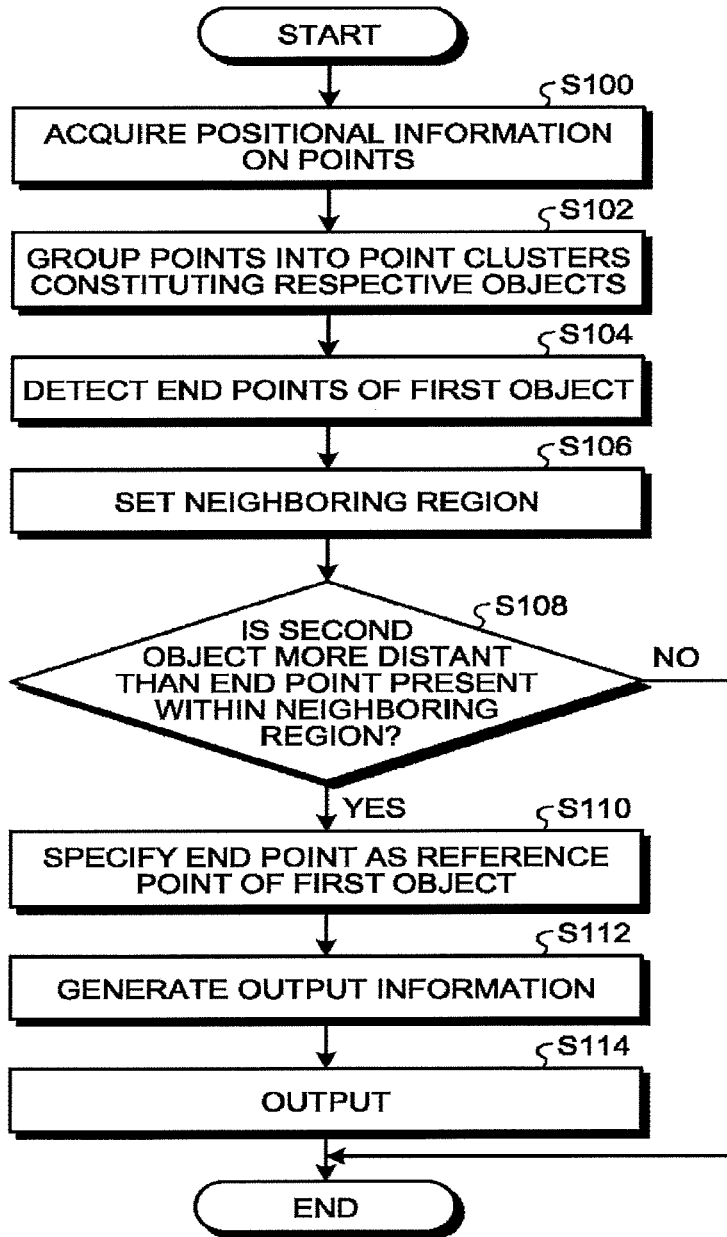 START
S100
ACQUIRE POSITIONAL INFORMATION
ON POINTS
S102
GROUP POINTS INTO POINT CLUSTERS
CONSTITUTING RESPECTIVE OBJECTS
S104
DETECT END POINTS OF FIRST OBJECT
S106
SET NEIGHBORING REGION
S108
IS SECOND
OBJECT MORE DISTANT
THAN END POINT PRESENT
WITHIN NEIGHBORING
REGION?
NO
YES
S110
SPECIFY END POINT AS REFERENCE
POINT OF FIRST OBJECT
S112
GENERATE OUTPUT INFORMATION
S114
OUTPUT
END